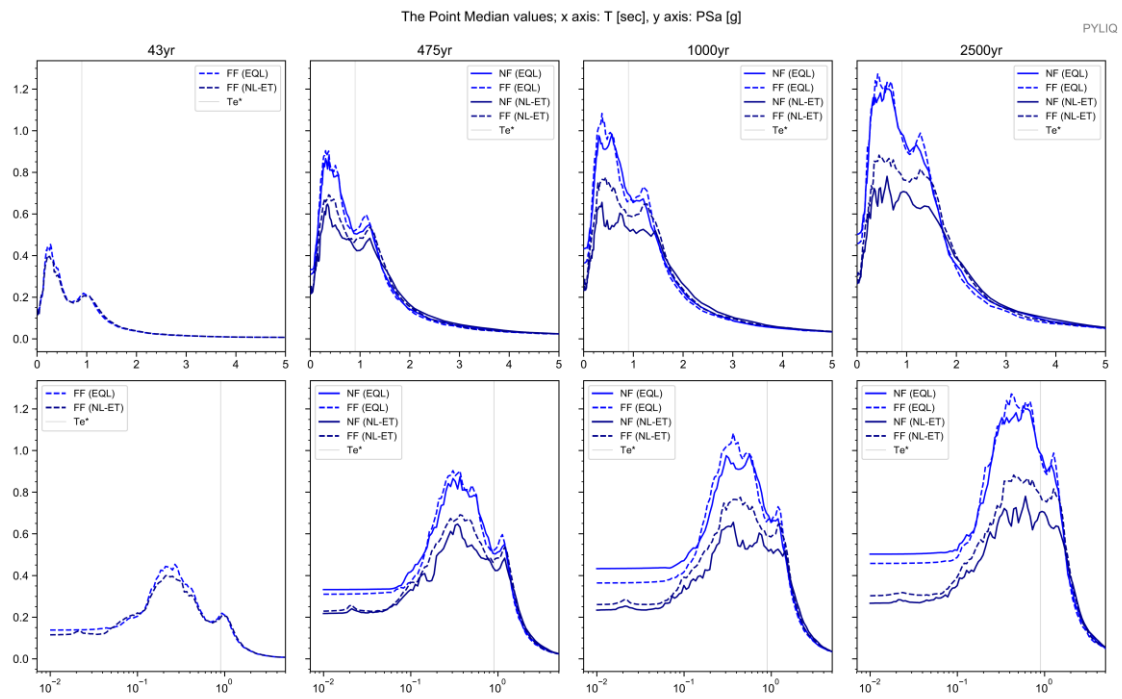 The Point Median values; x axis: T [sec], y axis: PSa [g]
PYLIQ
43yr
475yr
1000yr
2500yr
FF (EQL)
FF (NL-ET)
Te*
NF (EQL)
FF (EQL)
NF (NL-ET)
FF (NL-ET)
Te*
NF (EQL)
FF (EQL)
NF (NL-ET)
FF (NL-ET)
Te*
NF (EQL)
FF (EQL)
NF (NL-ET)
FF (NL-ET)
Te*
1.2
1.0
0.8
0.6
0.4
0.2
0.0
0 1 2 3 4 5
0 1 2 3 4 5
0 1 2 3 4 5
0 1 2 3 4 5
FF (EQL)
FF (NL-ET)
Te*
NF (EQL)
FF (EQL)
NF (NL-ET)
FF (NL-ET)
Te*
NF (EQL)
FF (EQL)
NF (NL-ET)
FF (NL-ET)
Te*
NF (EQL)
FF (EQL)
NF (NL-ET)
FF (NL-ET)
Te*
1.2
1.0
0.8
0.6
0.4
0.2
0.0
10⁻² 10⁻¹ 10⁰
10⁻² 10⁻¹ 10⁰
10⁻² 10⁻¹ 10⁰
10⁻² 10⁻¹ 10⁰